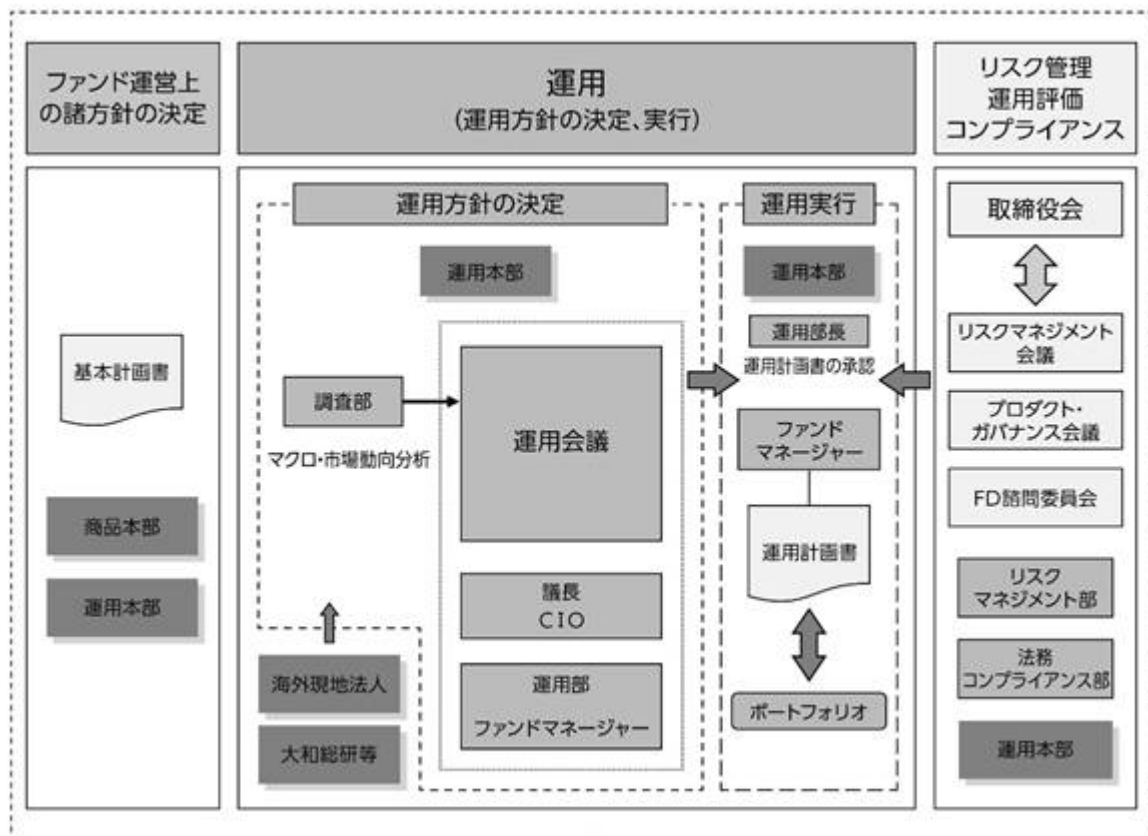 ファンド運営上
の諸方針の決定
運用
(運用方針の決定、実行)
リスク管理
運用評価
コンプライアンス
基本計画書
商品本部
運用本部
運用方針の決定
運用本部
調査部
マクロ・市場動向分析
運用会議
議長
CIO
運用部
ファンドマネージャー
海外現地法人
大和総研等
運用実行
運用本部
運用部長
運用計画書の承認
ファンド
マネージャー
運用計画書
ポートフォリオ
取締役会
リスクマネジメント
会議
プロダクト・
ガバナンス会議
FD諮問委員会
リスク
マネジメント部
法務
コンプライアンス部
運用本部